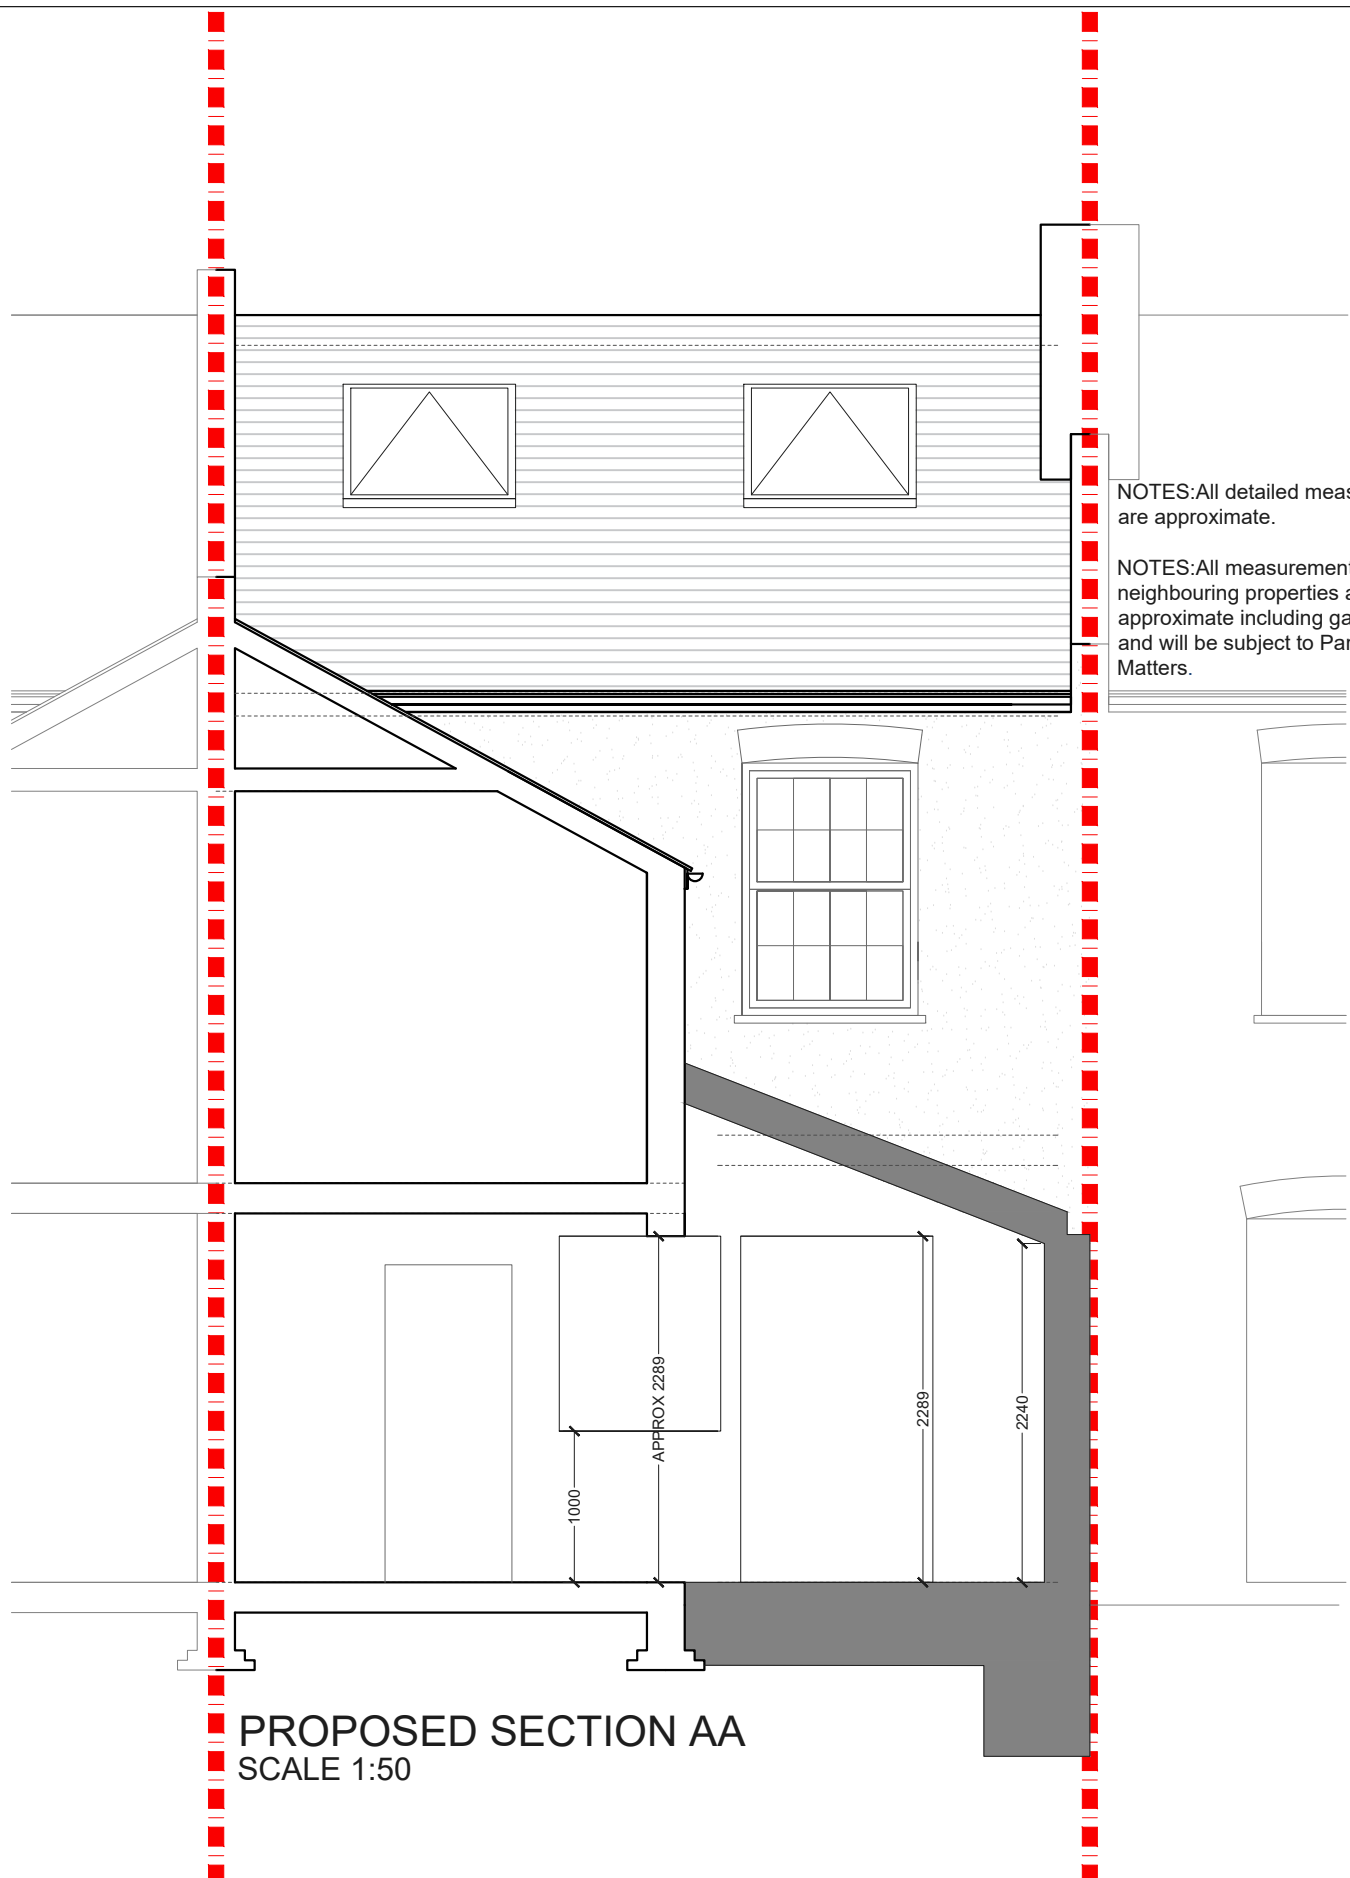 NOTES:All detailed meas
are approximate.
NOTES:All measurement
neighbouring properties a
approximate including ga
and will be subject to Par
Matters.
APPROX 2289
2289
2240
1000
PROPOSED SECTION AA
SCALE 1:50